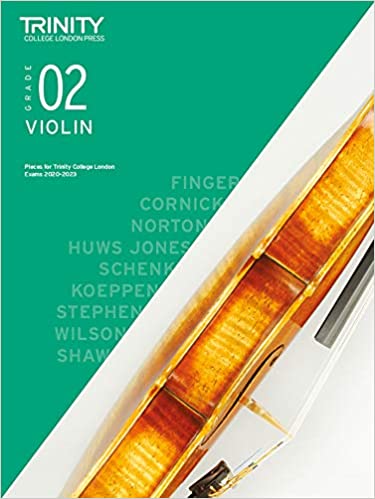 TRINITY
COLLEGE LONDON PRESS
GRADE
02
VIOLIN
Pieces for Trinity College London
Exams 2020-2023
FINGER
CORNICK
NORTON
HUWS JONES
SCHENK
KOEPPEN
STEPHEN
WILSON
SHAW